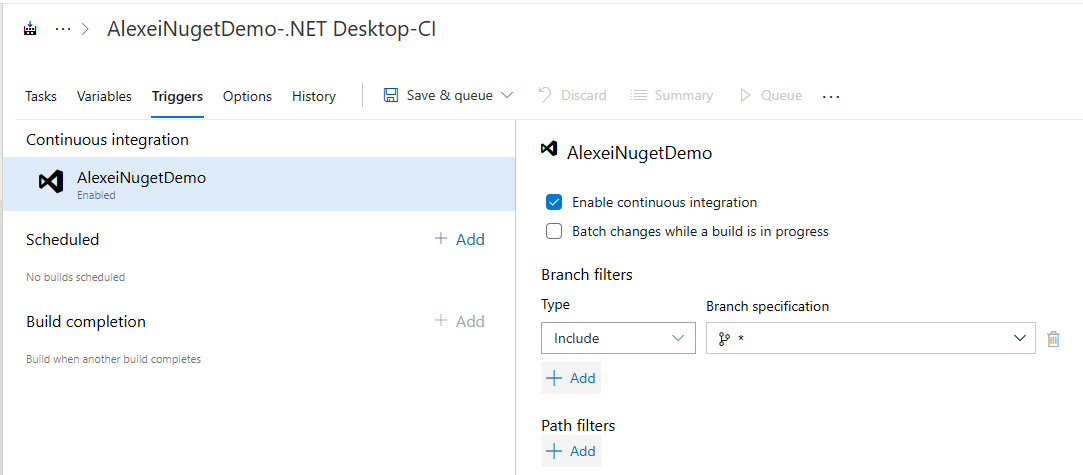 ... > AlexeiNugetDemo-.NET Desktop-CI
Tasks Variables Triggers Options History Save & queue Discard Summary Queue ...
Continuous integration
AlexeiNugetDemo
Enabled
Scheduled + Add
No builds scheduled
Build completion + Add
Build when another build completes
AlexeiNugetDemo
Enable continuous integration
Batch changes while a build is in progress
Branch filters
Type Branch specification
Include *
+ Add
Path filters
+ Add